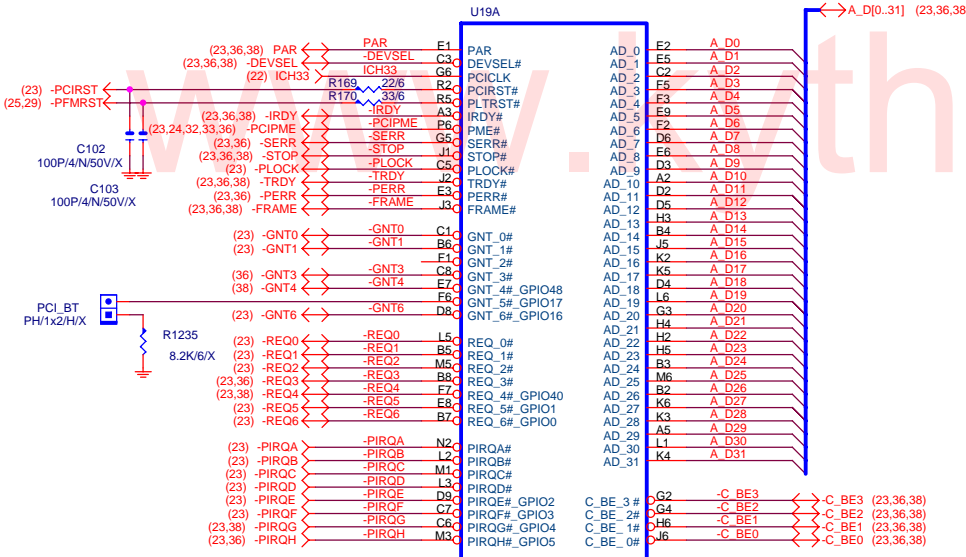 U19A
A_D[0..31] (23,36,38
(23,36,38) PAR PAR E1 PAR AD_0 E2 A_D0
(23,36,38) -DEVSEL -DEVSEL C3 DEVSEL# AD_1 E5 A_D1
(22) ICH33 ICH33 G6 PCICLK AD_2 C2 A_D2
(23) -PCIRST R169 22/6 R2 PCIRST# AD_3 F5 A_D3
(25,29) -PFMRST R170 33/6 R5 PLTRST# AD_4 F3 A_D4
(23,36,38) -IRDY -IRDY A3 IRDY# AD_5 E9 A_D5
(23,24,32,33,36) -PCIPME -PCIPME P6 PME# AD_6 F2 A_D6
(23,36) -SERR -SERR G5 SERR# AD_7 D6 A_D7
(23,36,38) -STOP -STOP J1 STOP# AD_8 E6 A_D8
(23) -PLOCK -PLOCK C5 PLOCK# AD_9 D3 A_D9
(23,36,38) -TRDY -TRDY J2 TRDY# AD_10 A2 A_D10
(23,36) -PERR -PERR E3 PERR# AD_11 D2 A_D11
(23,36,38) -FRAME -FRAME J3 FRAME# AD_12 D5 A_D12
C102
100P/4/N/50V/X
C103
100P/4/N/50V/X
AD_13 H3 A_D13
(23) -GNT0 -GNT0 C1 GNT_0# AD_14 B4 A_D14
(23) -GNT1 -GNT1 B6 GNT_1# AD_15 J5 A_D15
F1 GNT_2# AD_16 K2 A_D16
(36) -GNT3 -GNT3 C8 GNT_3# AD_17 K5 A_D17
(38) -GNT4 -GNT4 E7 GNT_4#_GPIO48 AD_18 D4 A_D18
F6 GNT_5#_GPIO17 AD_19 L6 A_D19
(23) -GNT6 -GNT6 D8 GNT_6#_GPIO16 AD_20 G3 A_D20
PCI_BT
PH/1x2/H/X
R1235
8.2K/6/X
AD_21 H4 A_D21
(23) -REQ0 -REQ0 L5 REQ_0# AD_22 H2 A_D22
(23) -REQ1 -REQ1 B5 REQ_1# AD_23 H5 A_D23
(23) -REQ2 -REQ2 M5 REQ_2# AD_24 B3 A_D24
(23,36) -REQ3 -REQ3 B8 REQ_3# AD_25 M6 A_D25
(23,38) -REQ4 -REQ4 F7 REQ_4#_GPIO40 AD_26 B2 A_D26
(23) -REQ5 -REQ5 E8 REQ_5#_GPIO1 AD_27 K6 A_D27
(23) -REQ6 -REQ6 B7 REQ_6#_GPIO0 AD_28 K3 A_D28
AD_29 A5 A_D29
(23) -PIRQA -PIRQA N2 PIRQA# AD_30 L1 A_D30
(23) -PIRQB -PIRQB L2 PIRQB# AD_31 K4 A_D31
(23) -PIRQC -PIRQC M1 PIRQC#
(23) -PIRQD -PIRQD L3 PIRQD#
(23) -PIRQE -PIRQE D9 PIRQE#_GPIO2 C_BE_3 # G2 -C_BE3 -C_BE3 (23,36,38)
(23) -PIRQF -PIRQF C7 PIRQF#_GPIO3 C_BE_ 2# G4 -C_BE2 -C_BE2 (23,36,38)
(23,38) -PIRQG -PIRQG C6 PIRQG#_GPIO4 C_BE_ 1# H6 -C_BE1 -C_BE1 (23,36,38)
(23,36) -PIRQH -PIRQH M3 PIRQH#_GPIO5 C_BE_ 0# J6 -C_BE0 -C_BE0 (23,36,38)
www.kyth